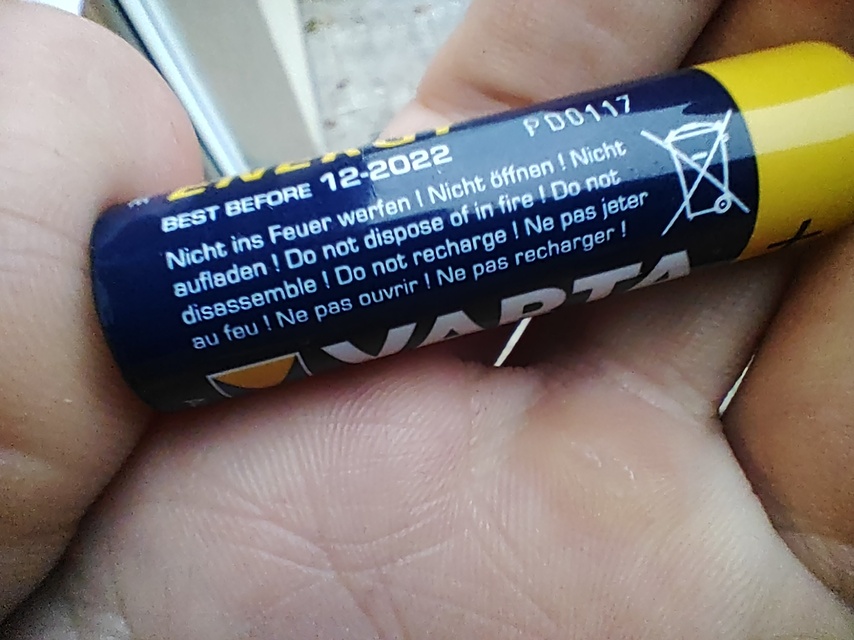 ENERGY
PD0117
BEST BEFORE 12-2022
Nicht ins Feuer werfen ! Nicht öffnen ! Nicht
aufladen ! Do not dispose of in fire ! Do not
disassemble ! Do not recharge ! Ne pas jeter
au feu ! Ne pas ouvrir ! Ne pas recharger !
VARTA
+